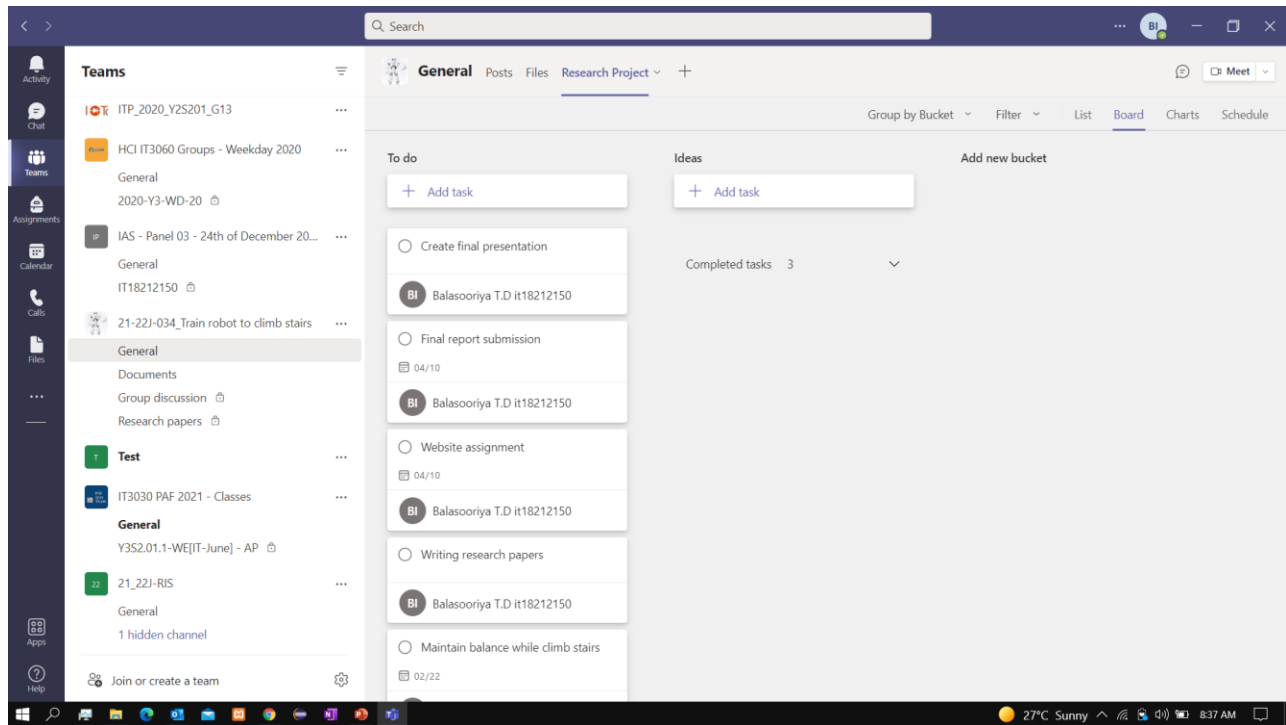 Search
BI
Activity
Chat
Teams
Assignments
Calendar
Calls
Files
Apps
Help
Teams
ITP_2020_Y2S201_G13
HCI IT3060 Groups - Weekday 2020
General
2020-Y3-WD-20
IP
IAS - Panel 03 - 24th of December 20...
General
IT18212150
21-22J-034_Train robot to climb stairs
General
Documents
Group discussion
Research papers
T
Test
IT3030 PAF 2021 - Classes
General
Y3S2.01.1-WE[IT-June] - AP
22
21_22J-RIS
General
1 hidden channel
Join or create a team
General Posts Files Research Project
Meet
Group by Bucket Filter List Board Charts Schedule
To do
Add task
Create final presentation
BI Balasooriya T.D it18212150
Final report submission
04/10
BI Balasooriya T.D it18212150
Website assignment
04/10
BI Balasooriya T.D it18212150
Writing research papers
BI Balasooriya T.D it18212150
Maintain balance while climb stairs
02/22
Ideas
Add task
Completed tasks 3
Add new bucket
27°C Sunny 8:37 AM